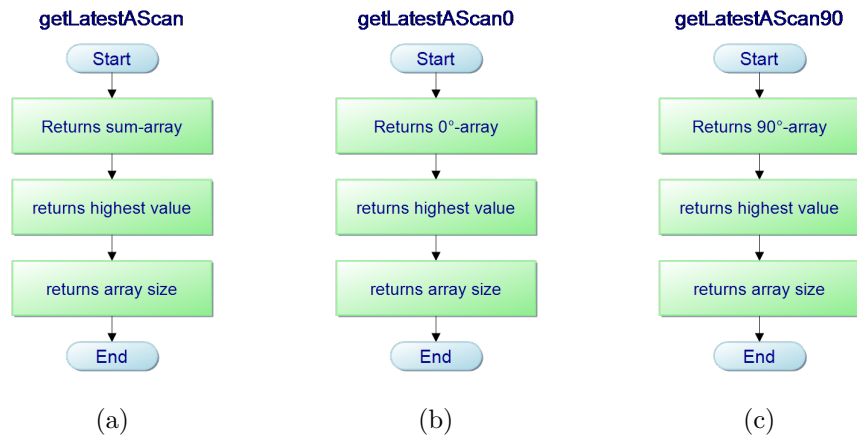 getLatestAScan
Start
Returns sum-array
returns highest value
returns array size
End
(a)
getLatestAScan0
Start
Returns 0°-array
returns highest value
returns array size
End
(b)
getLatestAScan90
Start
Returns 90°-array
returns highest value
returns array size
End
(c)